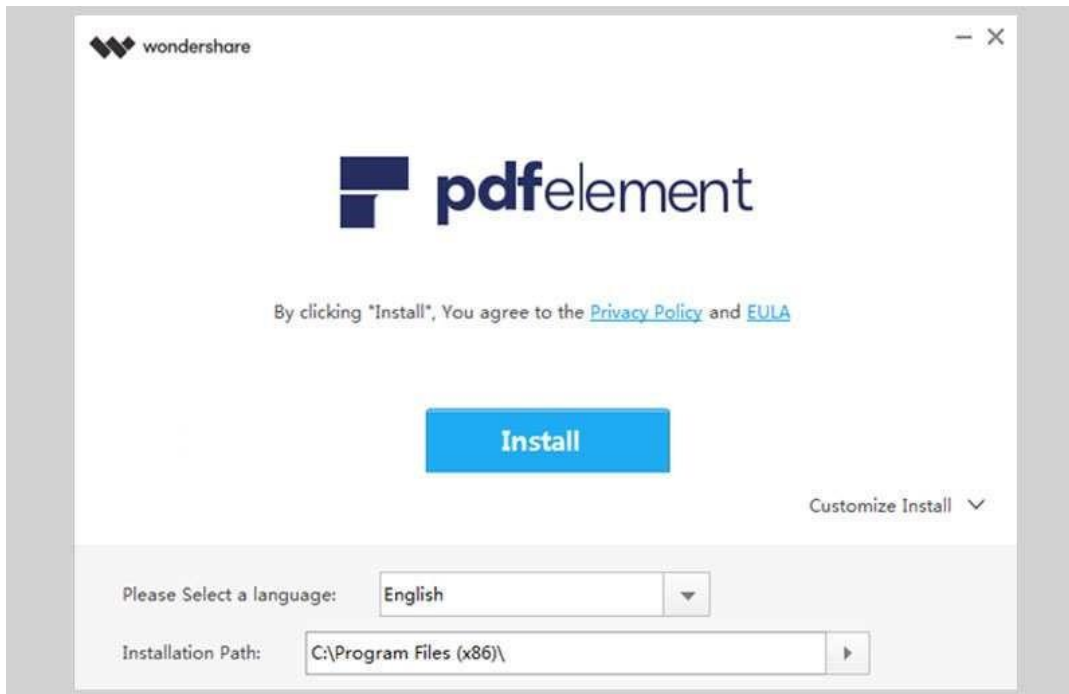 wondershare
pdfelement
By clicking "Install", You agree to the Privacy Policy and EULA
Install
Customize Install
Please Select a language: English
Installation Path: C:\Program Files (x86)\